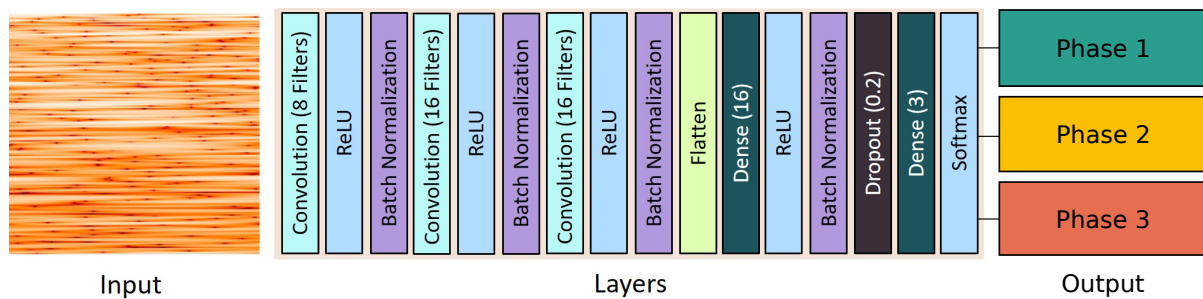 Convolution (8 Filters)
ReLU
Batch Normalization
Convolution (16 Filters)
ReLU
Batch Normalization
Convolution (16 Filters)
ReLU
Batch Normalization
Flatten
Dense (16)
ReLU
Batch Normalization
Dropout (0.2)
Dense (3)
Softmax
Phase 1
Phase 2
Phase 3
Input
Layers
Output